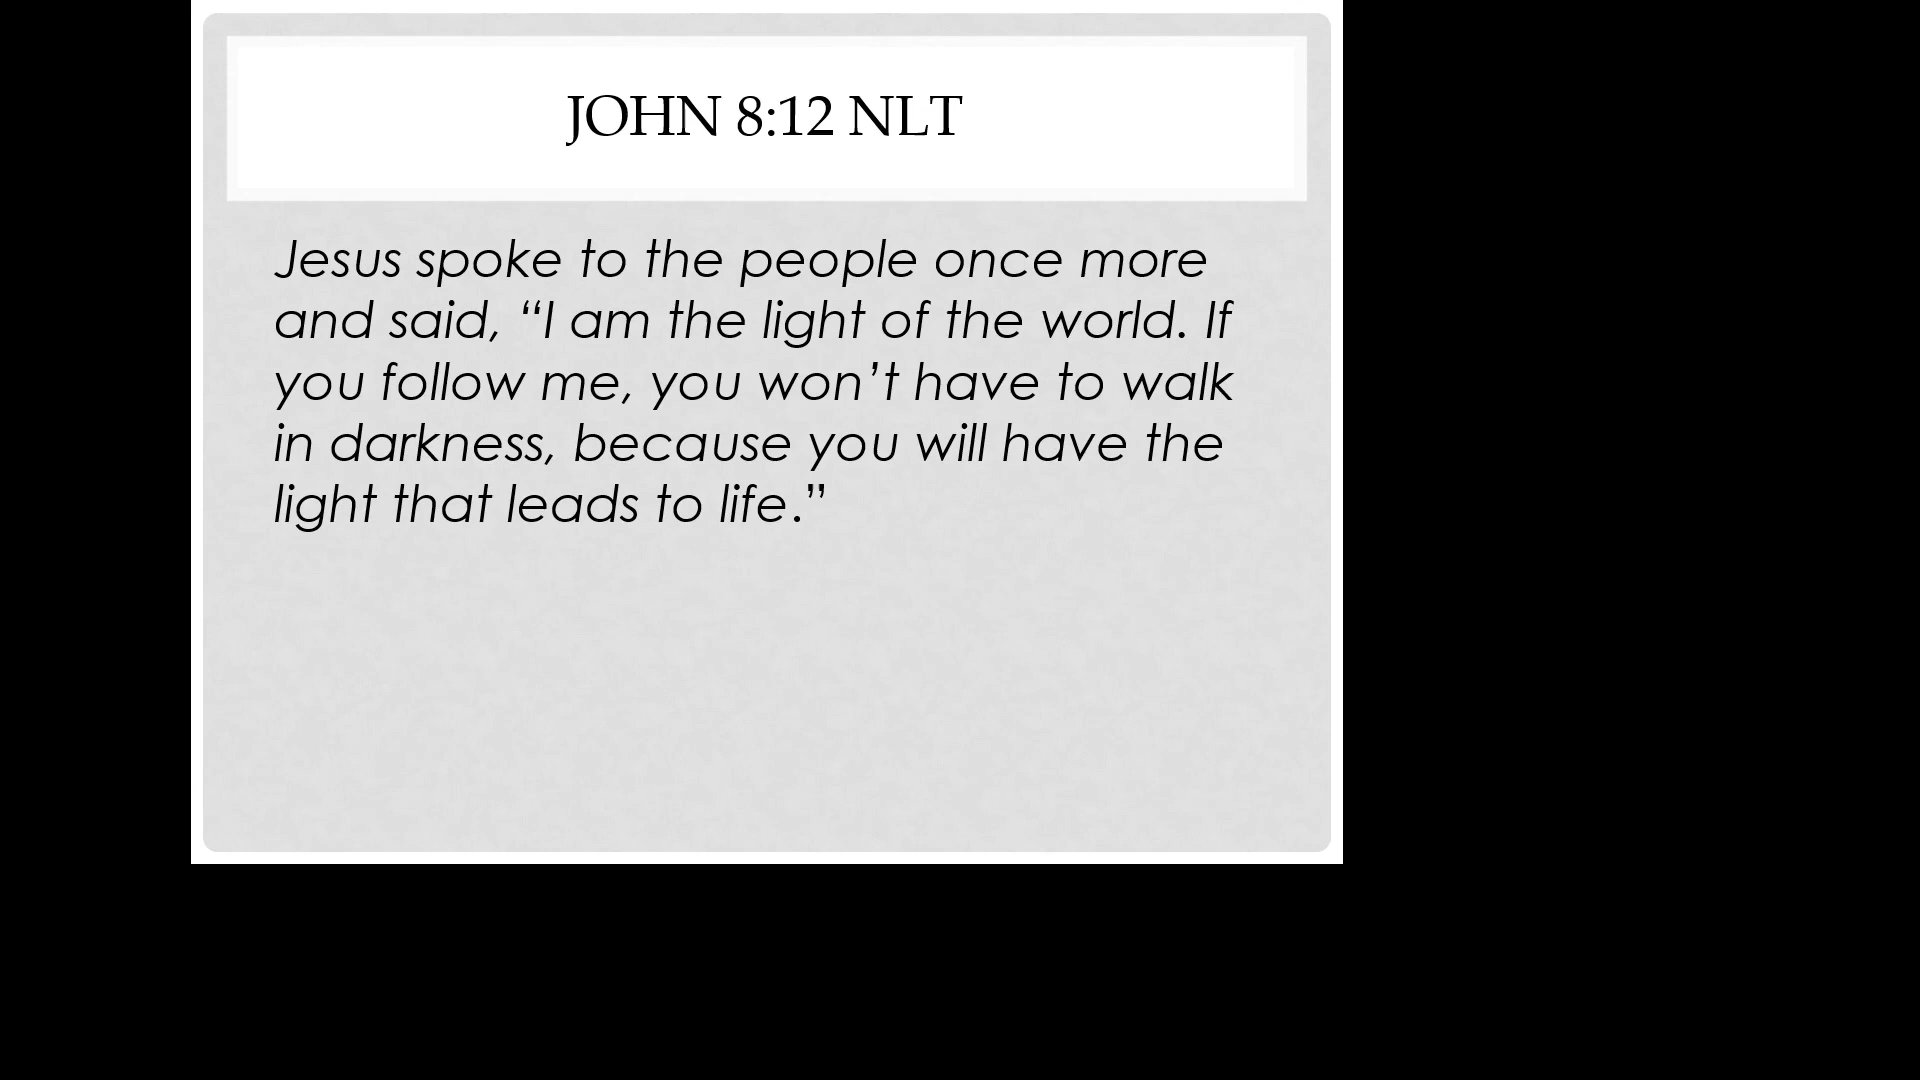 JOHN 8:12 NLT
Jesus spoke to the people once more
and said, “I am the light of the world. If
you follow me, you won’t have to walk
in darkness, because you will have the
light that leads to life.”